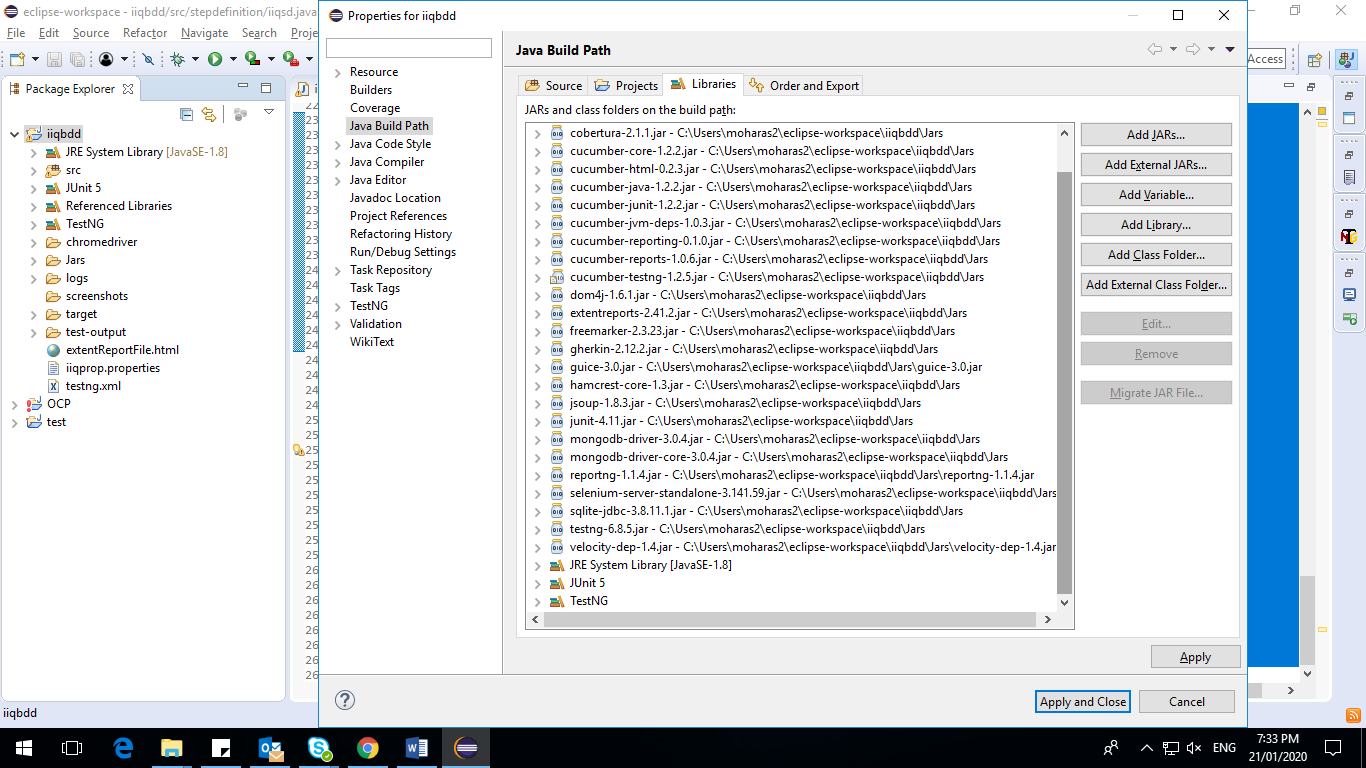 eclipse-workspace - iiqbdd/src/stepdefinition/iiqsd.java
File Edit Source Refactor Navigate Search Proje
Access
Package Explorer
iiqbdd
JRE System Library [JavaSE-1.8]
src
JUnit 5
Referenced Libraries
TestNG
chromedriver
Jars
logs
screenshots
target
test-output
extentReportFile.html
iiqprop.properties
testng.xml
OCP
test
Properties for iiqbdd
Resource
Builders
Coverage
Java Build Path
Java Code Style
Java Compiler
Java Editor
Javadoc Location
Project References
Refactoring History
Run/Debug Settings
Task Repository
Task Tags
TestNG
Validation
WikiText
Java Build Path
Source Projects Libraries Order and Export
JARs and class folders on the build path:
cobertura-2.1.1.jar - C:\Users\moharas2\eclipse-workspace\iiqbdd\Jars
cucumber-core-1.2.2.jar - C:\Users\moharas2\eclipse-workspace\iiqbdd\Jars
cucumber-html-0.2.3.jar - C:\Users\moharas2\eclipse-workspace\iiqbdd\Jars
cucumber-java-1.2.2.jar - C:\Users\moharas2\eclipse-workspace\iiqbdd\Jars
cucumber-junit-1.2.2.jar - C:\Users\moharas2\eclipse-workspace\iiqbdd\Jars
cucumber-jvm-deps-1.0.3.jar - C:\Users\moharas2\eclipse-workspace\iiqbdd\Jars
cucumber-reporting-0.1.0.jar - C:\Users\moharas2\eclipse-workspace\iiqbdd\Jars
cucumber-reports-1.0.6.jar - C:\Users\moharas2\eclipse-workspace\iiqbdd\Jars
cucumber-testng-1.2.5.jar - C:\Users\moharas2\eclipse-workspace\iiqbdd\Jars
dom4j-1.6.1.jar - C:\Users\moharas2\eclipse-workspace\iiqbdd\Jars
extentreports-2.41.2.jar - C:\Users\moharas2\eclipse-workspace\iiqbdd\Jars
freemarker-2.3.23.jar - C:\Users\moharas2\eclipse-workspace\iiqbdd\Jars
gherkin-2.12.2.jar - C:\Users\moharas2\eclipse-workspace\iiqbdd\Jars
guice-3.0.jar - C:\Users\moharas2\eclipse-workspace\iiqbdd\Jars\guice-3.0.jar
hamcrest-core-1.3.jar - C:\Users\moharas2\eclipse-workspace\iiqbdd\Jars
jsoup-1.8.3.jar - C:\Users\moharas2\eclipse-workspace\iiqbdd\Jars
junit-4.11.jar - C:\Users\moharas2\eclipse-workspace\iiqbdd\Jars
mongodb-driver-3.0.4.jar - C:\Users\moharas2\eclipse-workspace\iiqbdd\Jars
mongodb-driver-core-3.0.4.jar - C:\Users\moharas2\eclipse-workspace\iiqbdd\Jars
reportng-1.1.4.jar - C:\Users\moharas2\eclipse-workspace\iiqbdd\Jars\reportng-1.1.4.jar
selenium-server-standalone-3.141.59.jar - C:\Users\moharas2\eclipse-workspace\iiqbdd\Jars
sqlite-jdbc-3.8.11.1.jar - C:\Users\moharas2\eclipse-workspace\iiqbdd\Jars
testng-6.8.5.jar - C:\Users\moharas2\eclipse-workspace\iiqbdd\Jars
velocity-dep-1.4.jar - C:\Users\moharas2\eclipse-workspace\iiqbdd\Jars\velocity-dep-1.4.jar
JRE System Library [JavaSE-1.8]
JUnit 5
TestNG
Add JARs...
Add External JARs...
Add Variable...
Add Library...
Add Class Folder...
Add External Class Folder...
Edit...
Remove
Migrate JAR File...
Apply
Apply and Close Cancel
iiqbdd
ENG
7:33 PM
21/01/2020